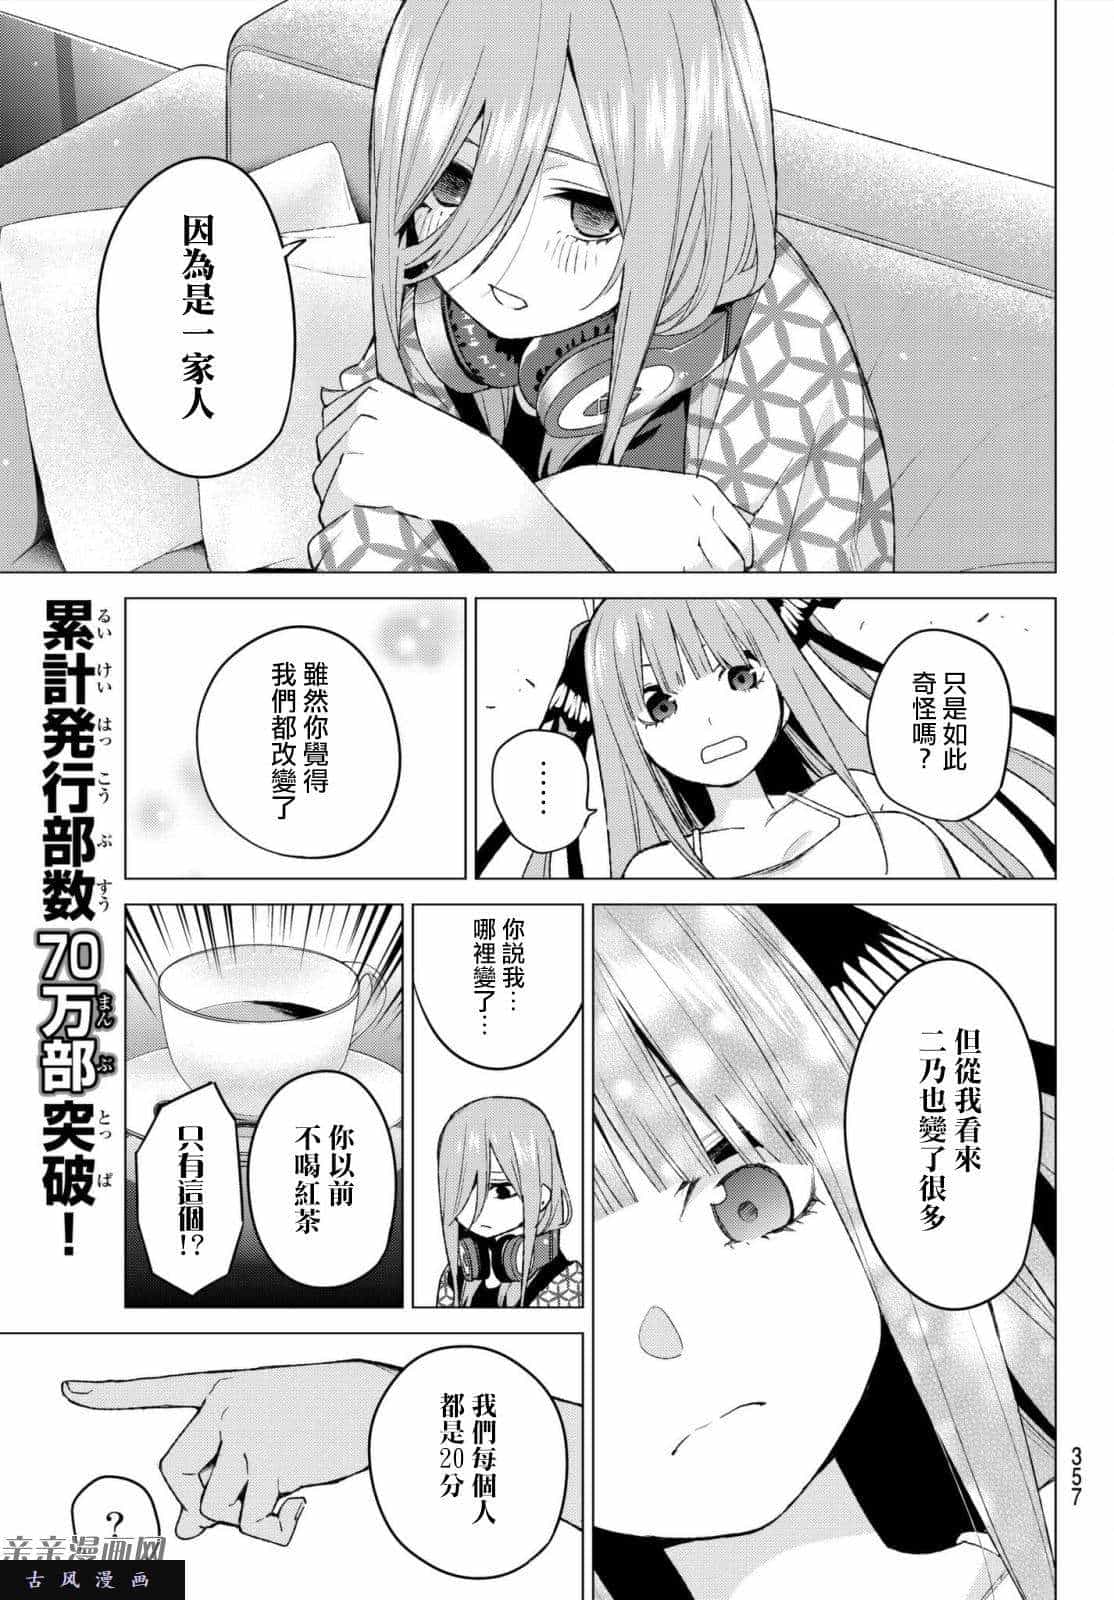 因為是一家人
只是如此
奇怪嗎？
……
雖然你覺得
我們都改變了
但從我看來
二乃也變了很多
你說我…
哪裡變了…
你以前
不喝紅茶
只有這個!?
我們每個人
都是20分
？
累計発行部数70万部突破！
るいけいはっこうぶすうまんぶとっぱ
357
亲亲漫画网
古风漫画